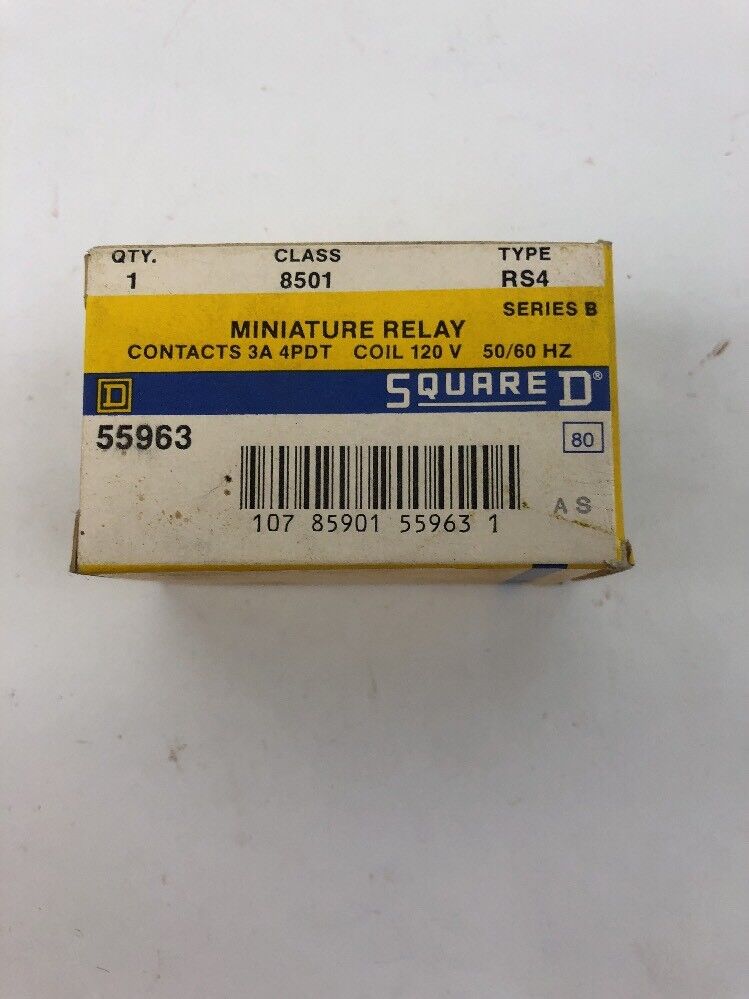 QTY. CLASS TYPE
1 8501 RS4
SERIES B
MINIATURE RELAY
CONTACTS 3A 4PDT COIL 120 V 50/60 HZ
D SQUARE D®
55963 80
107 85901 55963 1 AS